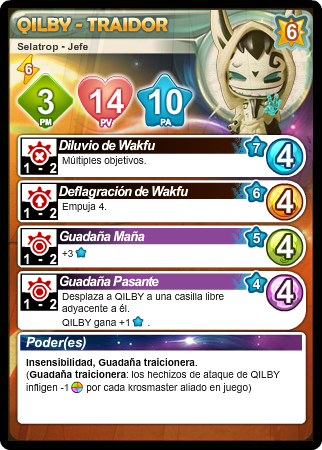 QILBY - TRAIDOR
6
Selatrop - Jefe
6
3
PM
14
PV
10
PA
Diluvio de Wakfu
7
4
1 - 2
Múltiples objetivos.
Deflagración de Wakfu
6
4
1 - 2
Empuja 4.
Guadaña Maña
5
4
1 - 2
+3
Guadaña Pasante
4
4
1 - 2
Desplaza a QILBY a una casilla libre
adyacente a él.
QILBY gana +1 .
Poder(es)
Insensibilidad, Guadaña traicionera.
(Guadaña traicionera: los hechizos de ataque de QILBY
infligen -1 por cada krosmaster aliado en juego)